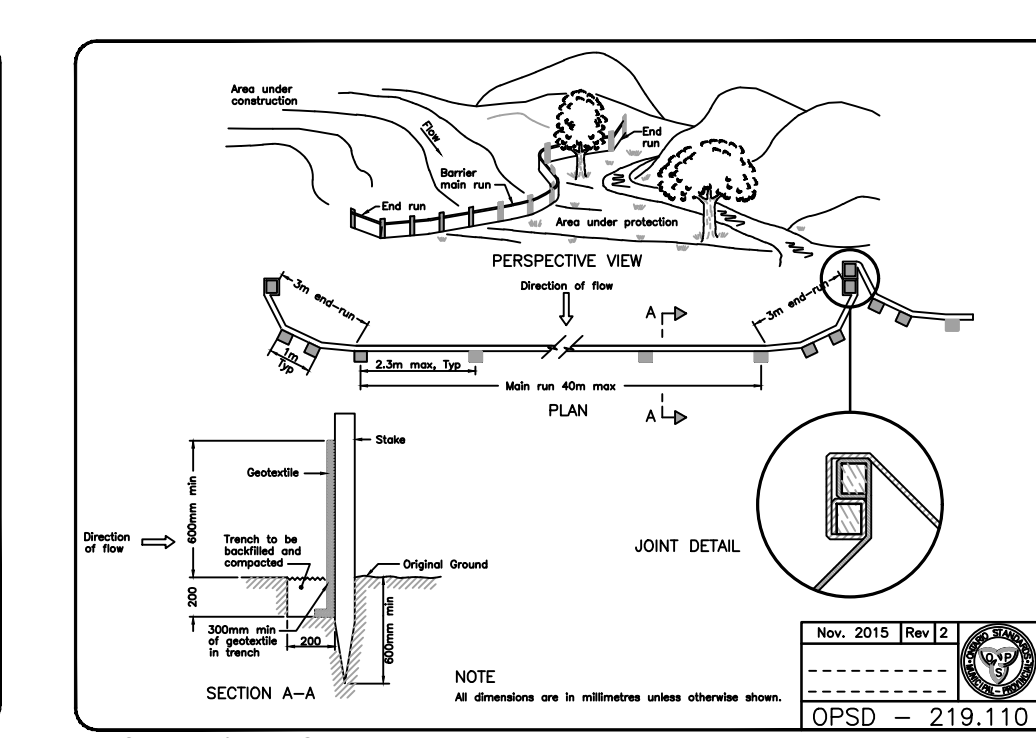 Area under
construction
Flow
End
run
Barrier
main run
End run
Area under protection
PERSPECTIVE VIEW
Direction of flow
3m end-run
3m end-run
A
1m
Typ
2.3m max, Typ
Main run 40m max
PLAN
A
Stake
Geotextile
600mm min
Direction
of flow
Trench to be
backfilled and
compacted
Original Ground
JOINT DETAIL
200
600mm min
300mm min
of geotextile
in trench
200
SECTION A-A
NOTE
All dimensions are in millimetres unless otherwise shown.
Nov. 2015 Rev 2
ONTARIO STANDARDS
MUNICIPAL - PROVINCIAL
O P
S
OPSD - 219.110